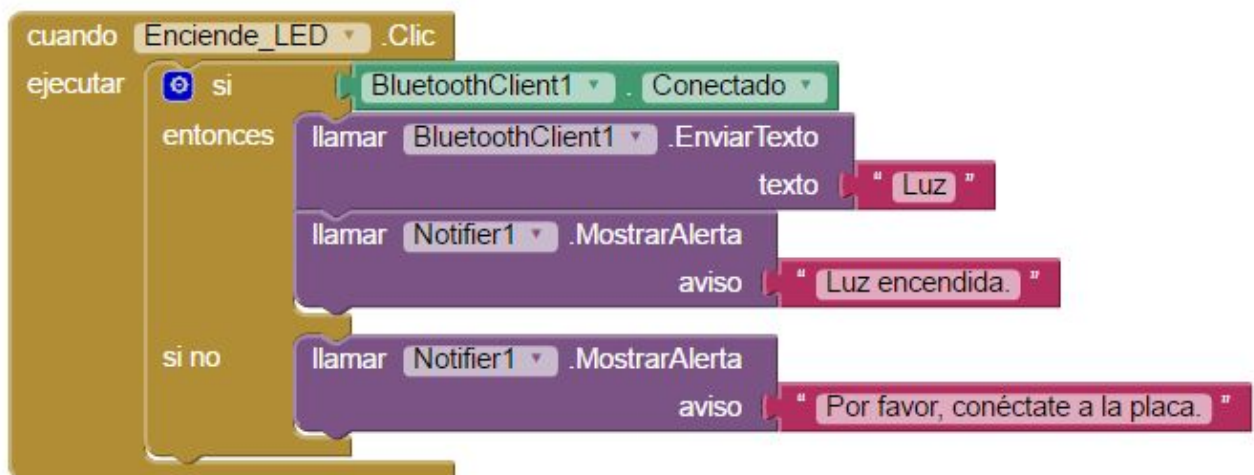 cuando Enciende_LED .Clic
ejecutar si BluetoothClient1 . Conectado
entonces llamar BluetoothClient1 .EnviarTexto
texto " Luz "
llamar Notifier1 .MostrarAlerta
aviso " Luz encendida. "
si no llamar Notifier1 .MostrarAlerta
aviso " Por favor, conéctate a la placa. "